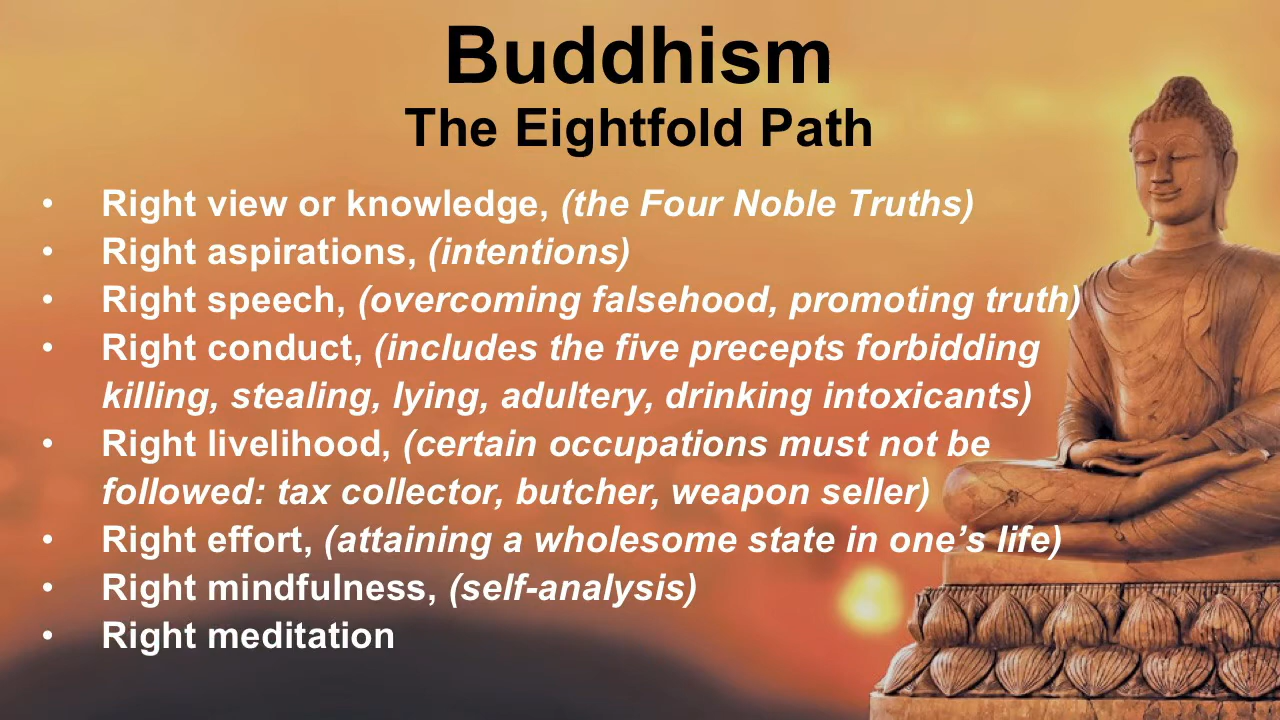 Buddhism
The Eightfold Path
• Right view or knowledge, (the Four Noble Truths)
• Right aspirations, (intentions)
• Right speech, (overcoming falsehood, promoting truth)
• Right conduct, (includes the five precepts forbidding
killing, stealing, lying, adultery, drinking intoxicants)
• Right livelihood, (certain occupations must not be
followed: tax collector, butcher, weapon seller)
• Right effort, (attaining a wholesome state in one’s life)
• Right mindfulness, (self-analysis)
• Right meditation